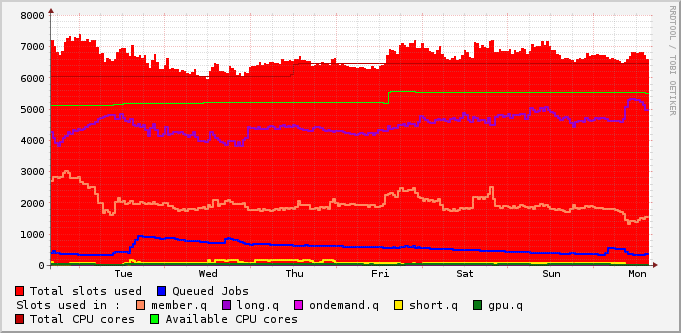 8000
7000
6000
5000
4000
3000
2000
1000
0
Tue Wed Thu Fri Sat Sun Mon
RRDTOOL / TOBI OETIKER
Total slots used Queued Jobs
Slots used in : member.q long.q ondemand.q short.q gpu.q
Total CPU cores Available CPU cores